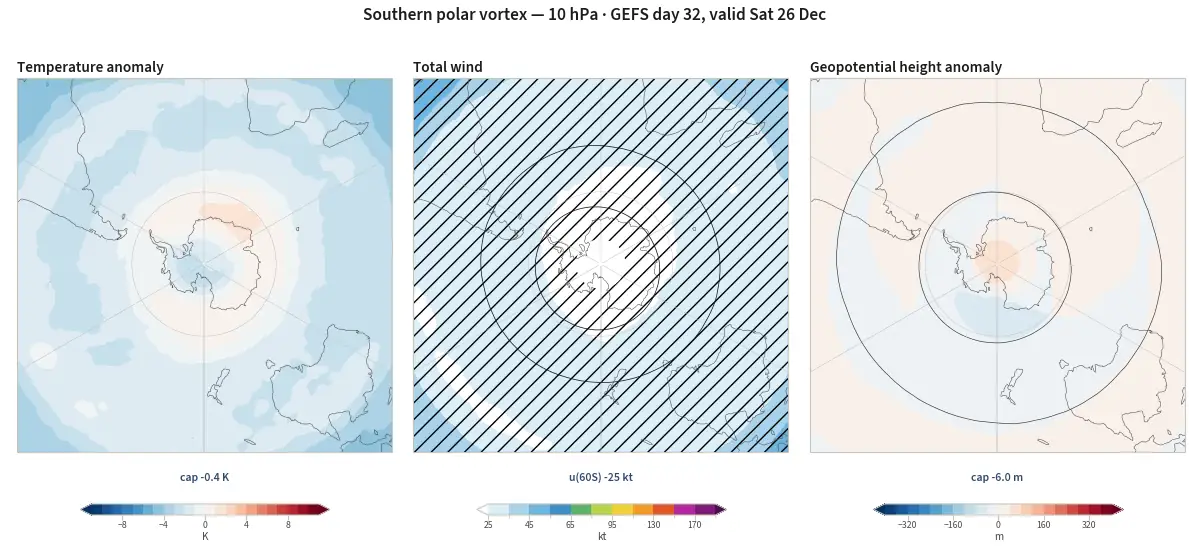 Southern polar vortex — 10 hPa · GEFS day 32, valid Sat 26 Dec
Temperature anomaly
Total wind
Geopotential height anomaly
cap -0.4 K
u(60S) -25 kt
cap -6.0 m
−8 −4 0 4 8
K
25 45 65 95 130 170
kt
−320 −160 0 160 320
m